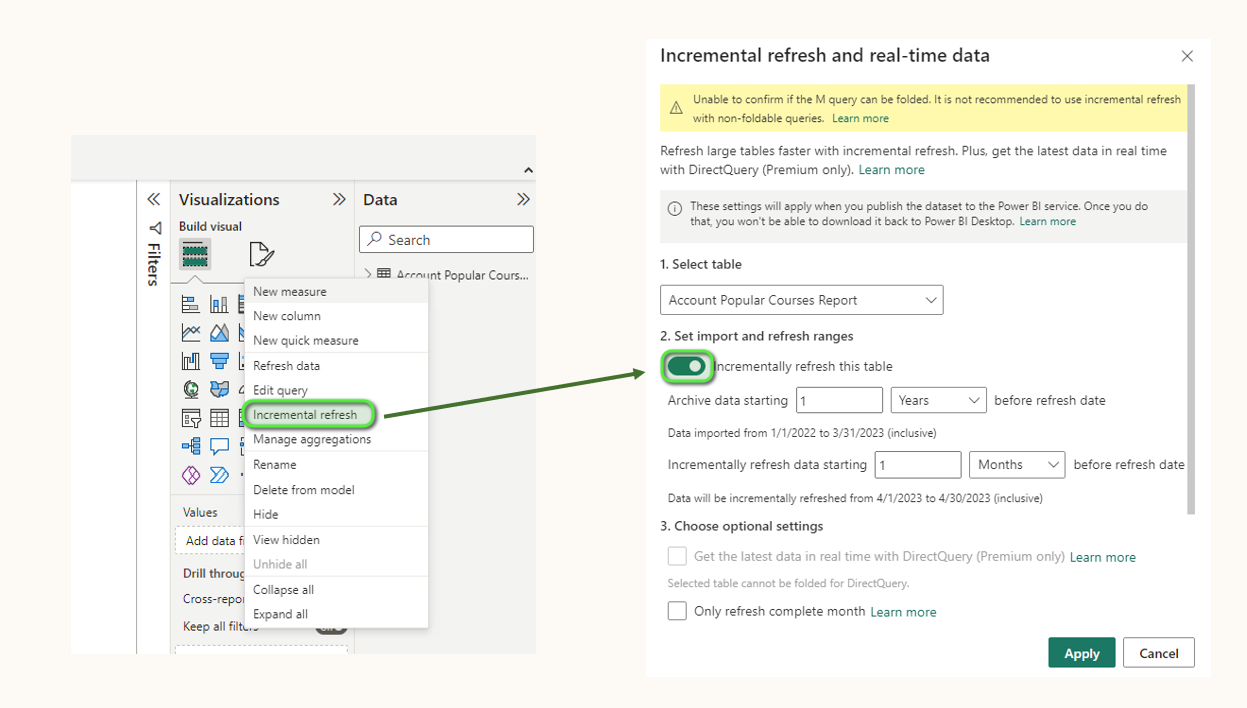 Visualizations
Data
Build visual
Filters
Search
Account Popular Cours...
New measure
New column
New quick measure
Refresh data
Edit query
Incremental refresh
Manage aggregations
Rename
Delete from model
Hide
View hidden
Unhide all
Collapse all
Expand all
Values
Add data fi
Drill throug
Cross-repor
Keep all filters
Incremental refresh and real-time data
Unable to confirm if the M query can be folded. It is not recommended to use incremental refresh
with non-foldable queries. Learn more
Refresh large tables faster with incremental refresh. Plus, get the latest data in real time
with DirectQuery (Premium only). Learn more
These settings will apply when you publish the dataset to the Power BI service. Once you do
that, you won't be able to download it back to Power BI Desktop. Learn more
1. Select table
Account Popular Courses Report
2. Set import and refresh ranges
Incrementally refresh this table
Archive data starting 1 Years before refresh date
Data imported from 1/1/2022 to 3/31/2023 (inclusive)
Incrementally refresh data starting 1 Months before refresh date
Data will be incrementally refreshed from 4/1/2023 to 4/30/2023 (inclusive)
3. Choose optional settings
Get the latest data in real time with DirectQuery (Premium only) Learn more
Selected table cannot be folded for DirectQuery.
Only refresh complete month Learn more
Apply
Cancel